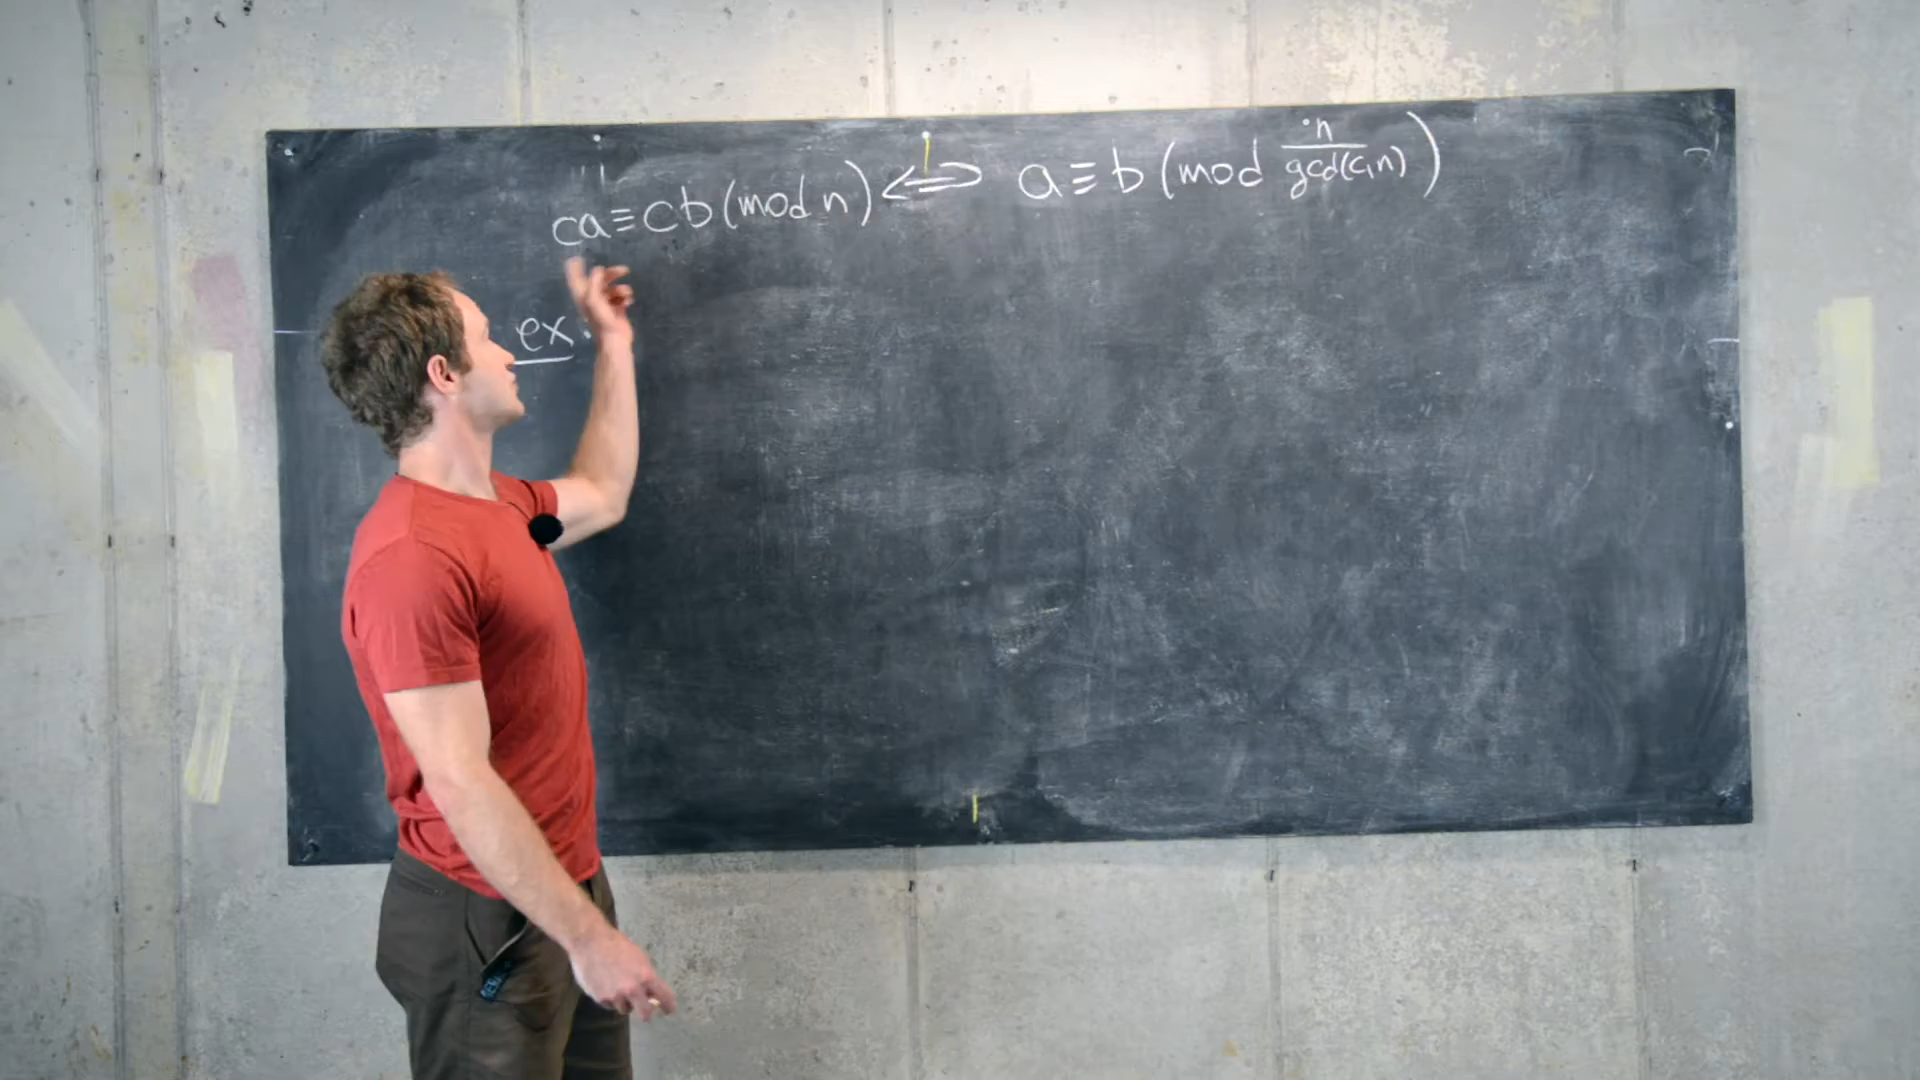 ca≡cb(mod n) ⟺ a≡b (mod n/gcd(c,n))
ex: